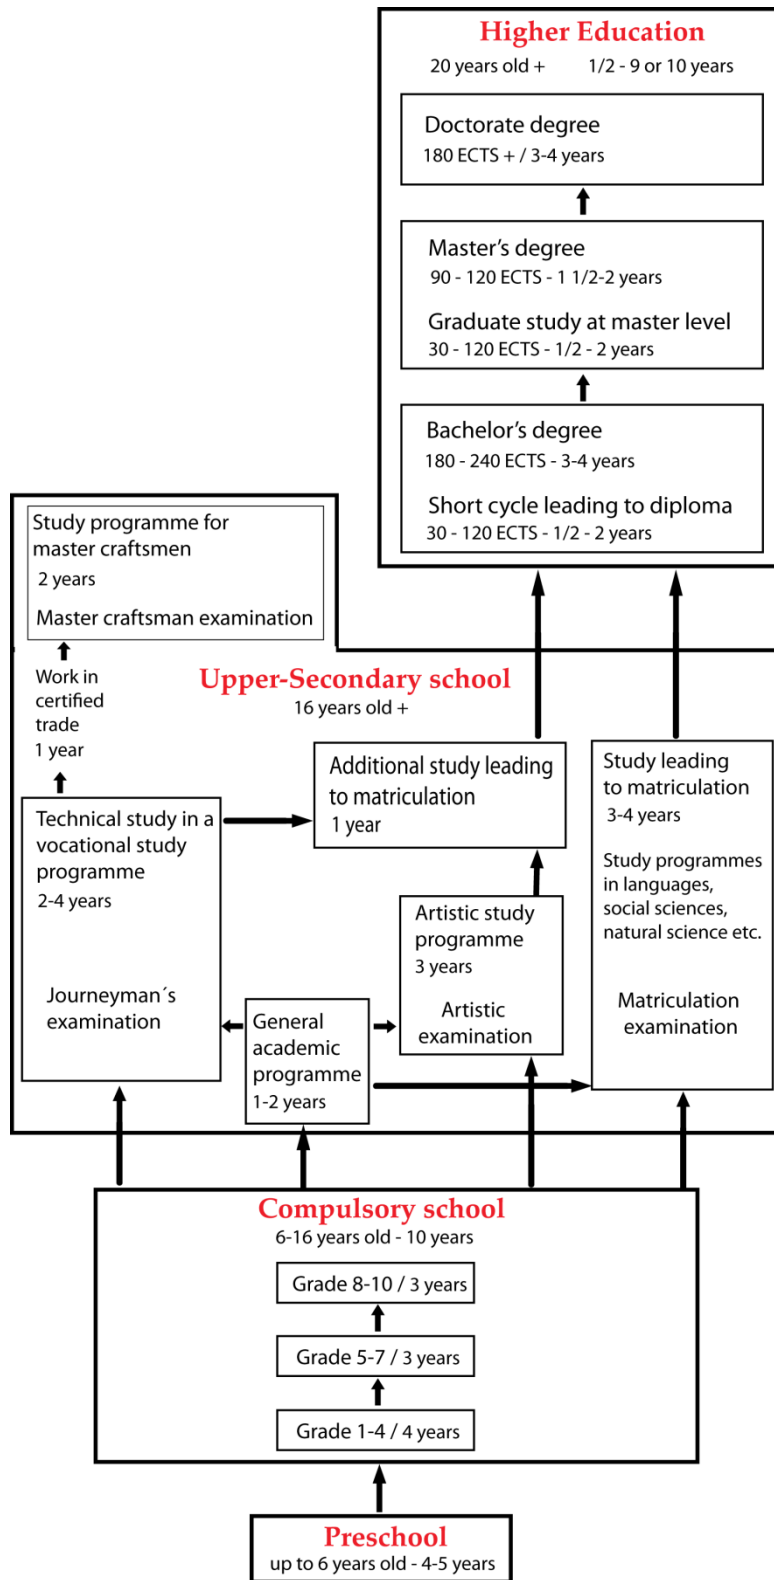 Higher Education
20 years old + 1/2 - 9 or 10 years
Doctorate degree
180 ECTS + / 3-4 years
Master's degree
90 - 120 ECTS - 1 1/2-2 years
Graduate study at master level
30 - 120 ECTS - 1/2 - 2 years
Bachelor's degree
180 - 240 ECTS - 3-4 years
Short cycle leading to diploma
30 - 120 ECTS - 1/2 - 2 years
Study programme for
master craftsmen
2 years
Master craftsman examination
Work in
certified
trade
1 year
Upper-Secondary school
16 years old +
Technical study in a
vocational study
programme
2-4 years
Journeyman´s
examination
Additional study leading
to matriculation
1 year
General
academic
programme
1-2 years
Artistic study
programme
3 years
Artistic
examination
Study leading
to matriculation
3-4 years
Study programmes
in languages,
social sciences,
natural science etc.
Matriculation
examination
Compulsory school
6-16 years old - 10 years
Grade 8-10 / 3 years
Grade 5-7 / 3 years
Grade 1-4 / 4 years
Preschool
up to 6 years old - 4-5 years